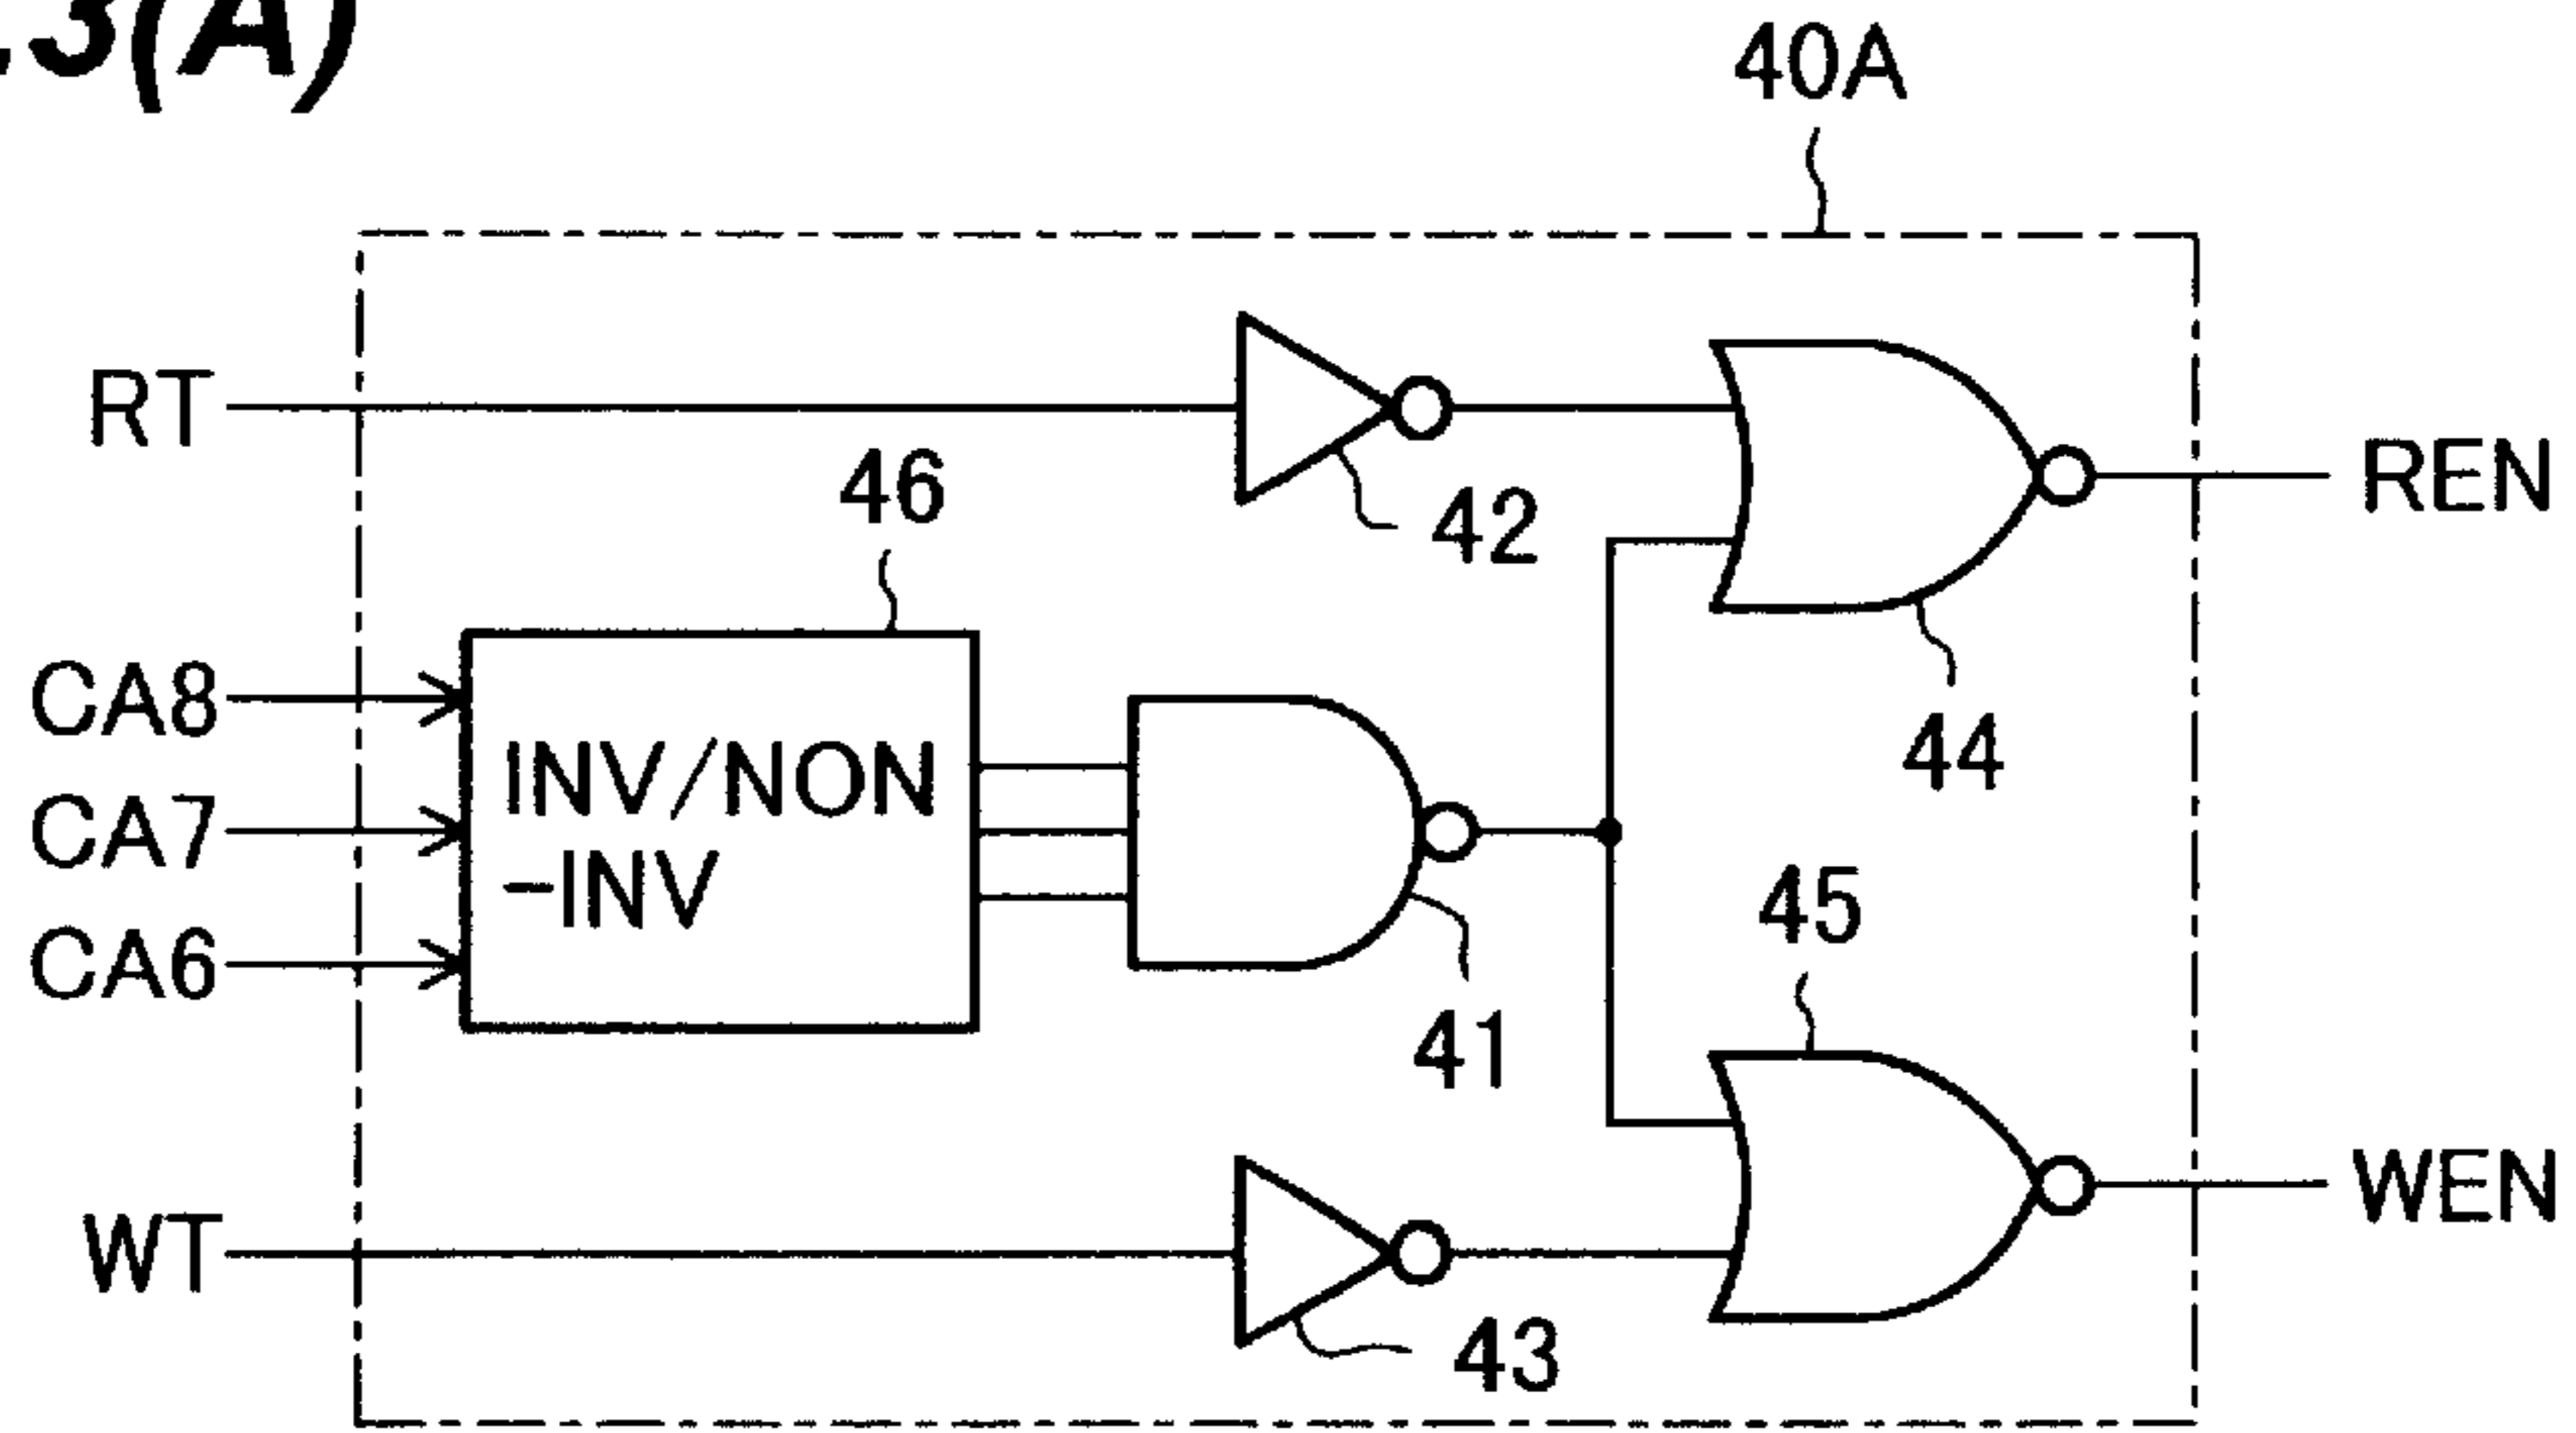 .3(A)
40A
RT
42
REN
46
44
CA8
CA7
CA6
INV/NON
-INV
41
45
WT
43
WEN